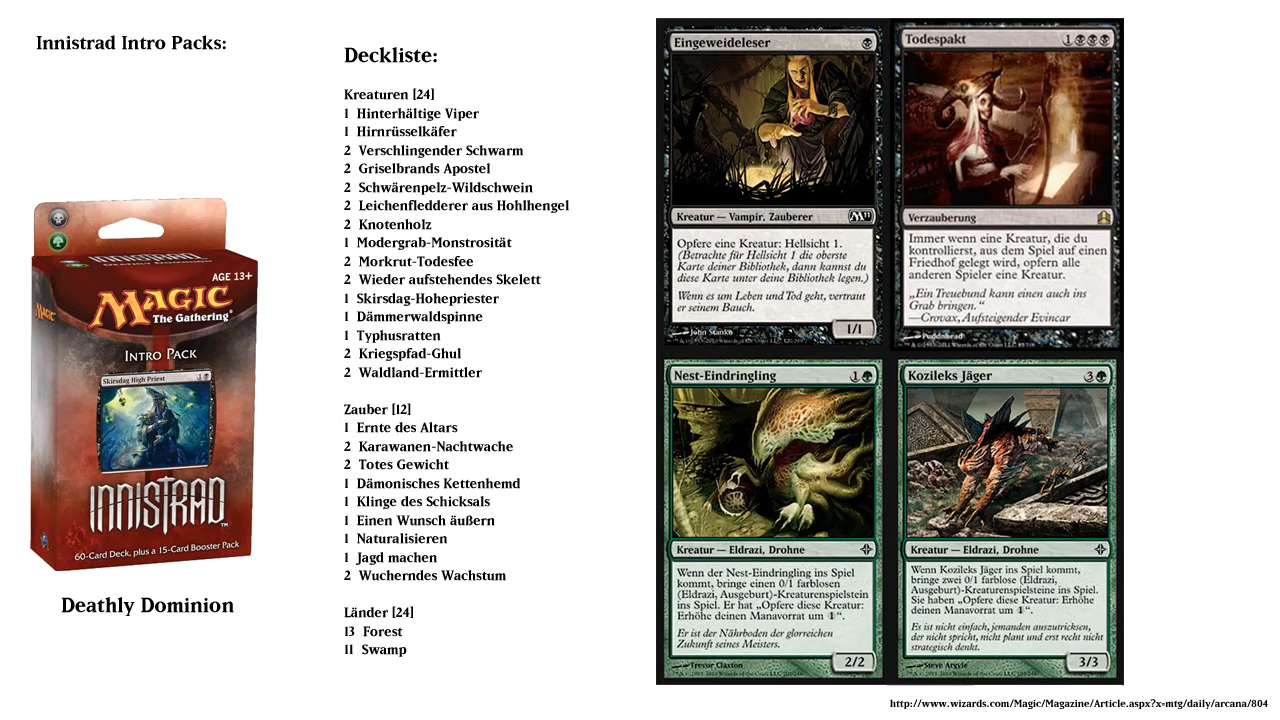 Innistrad Intro Packs:
AGE 13+
MAGIC
The Gathering®
INTRO PACK
Skirsdag High Priest
INNISTRAD™
60-Card Deck, plus a 15-Card Booster Pack
Deathly Dominion
Deckliste:
Kreaturen [24]
1 Hinterhältige Viper
1 Hirnrüsselkäfer
2 Verschlingender Schwarm
2 Griselbrands Apostel
2 Schwärenpelz-Wildschwein
2 Leichenfledderer aus Hohlhengel
2 Knotenholz
1 Modergrab-Monstrosität
2 Morkrut-Todesfee
2 Wieder aufstehendes Skelett
1 Skirsdag-Hohepriester
1 Dämmerwaldspinne
1 Typhusratten
2 Kriegspfad-Ghul
2 Waldland-Ermittler
Zauber [12]
1 Ernte des Altars
2 Karawanen-Nachtwache
2 Totes Gewicht
1 Dämonisches Kettenhemd
1 Klinge des Schicksals
1 Einen Wunsch äußern
1 Naturalisieren
1 Jagd machen
2 Wucherndes Wachstum
Länder [24]
13 Forest
11 Swamp
Eingeweideleser
Kreatur — Vampir, Zauberer
M11
Opfere eine Kreatur: Hellsicht 1.
(Betrachte für Hellsicht 1 die oberste
Karte deiner Bibliothek, dann kannst du
diese Karte unter deine Bibliothek legen.)
Wenn es um Leben und Tod geht, vertraut
er seinem Bauch.
John Stanko
1/1
Todespakt 1
Verzauberung
Immer wenn eine Kreatur, die du
kontrollierst, aus dem Spiel auf einen
Friedhof gelegt wird, opfern alle
anderen Spieler eine Kreatur.
„Ein Treuebund kann einen auch ins
Grab bringen.“
—Crovax, Aufsteigender Evincar
Puddnhead
Nest-Eindringling 1
Kreatur — Eldrazi, Drohne
Wenn der Nest-Eindringling ins Spiel
kommt, bringe einen 0/1 farblosen
(Eldrazi, Ausgeburt)-Kreaturenspielstein
ins Spiel. Er hat „Opfere diese Kreatur:
Erhöhe deinen Manavorrat um 1“.
Er ist der Nährboden der glorreichen
Zukunft seines Meisters.
Trevor Claxton
2/2
Kozileks Jäger 3
Kreatur — Eldrazi, Drohne
Wenn Kozileks Jäger ins Spiel kommt,
bringe zwei 0/1 farblose (Eldrazi,
Ausgeburt)-Kreaturenspielsteine ins Spiel.
Sie haben „Opfere diese Kreatur: Erhöhe
deinen Manavorrat um 1“.
Es ist nicht einfach, jemanden auszutricksen,
der nicht spricht, nicht plant und erst recht nicht
strategisch denkt.
Steve Argyle
3/3
http://www.wizards.com/Magic/Magazine/Article.aspx?x=mtg/daily/arcana/804